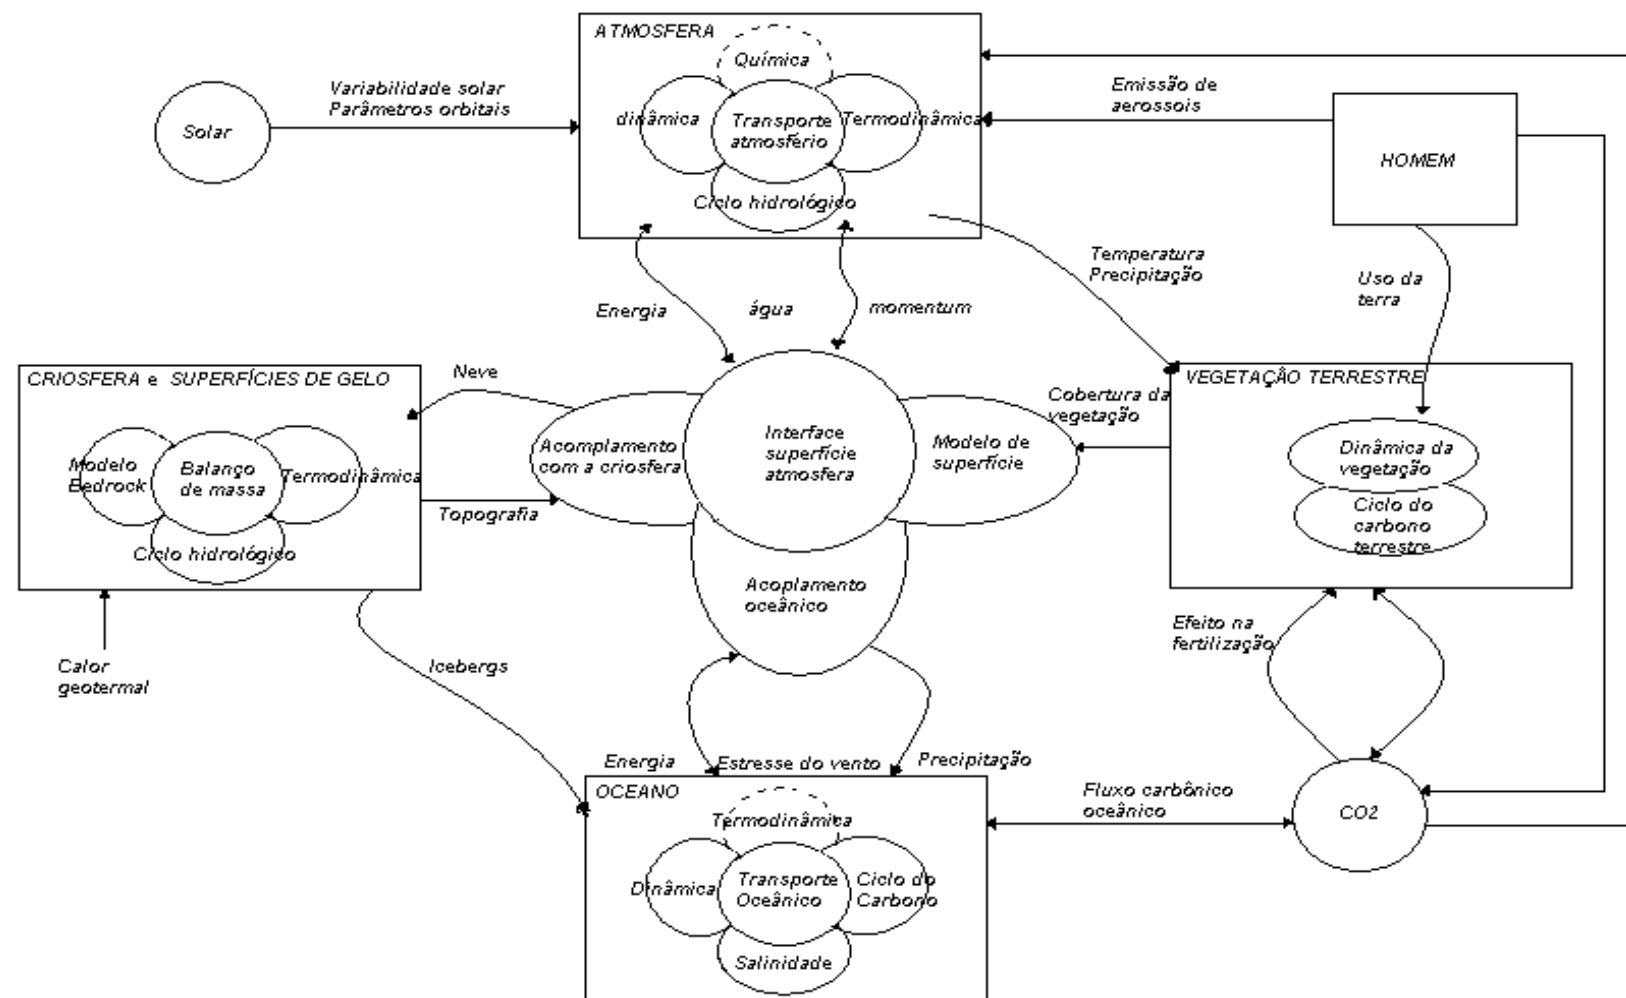 ATMOSFERA
Química
dinâmica
Transporte
atmosfério
Termodinâmica
Ciclo hidrológico
Solar
Variabilidade solar
Parâmetros orbitais
Emissão de
aerossois
HOMEM
Energia
água
momentum
Temperatura
Precipitação
Uso da
terra
CRIOSFERA e SUPERFÍCIES DE GELO
Modelo
Bedrock
Balanço
de massa
Termodinâmica
Ciclo hidrológico
Neve
Topografia
Acomplamento
com a criosfera
Interface
superfície
atmosfera
Modelo de
superfície
Acoplamento
oceânico
Cobertura da
vegetação
VEGETAÇÂO TERRESTRE
Dinâmica da
vegetação
Ciclo do
carbono
terrestre
Calor
geotermal
Icebergs
Efeito na
fertilização
Energia
Estresse do vento
Precipitação
OCEANO
Termodinâmica
Dinâmica
Transporte
Oceânico
Ciclo do
Carbono
Salinidade
Fluxo carbônico
oceânico
CO2